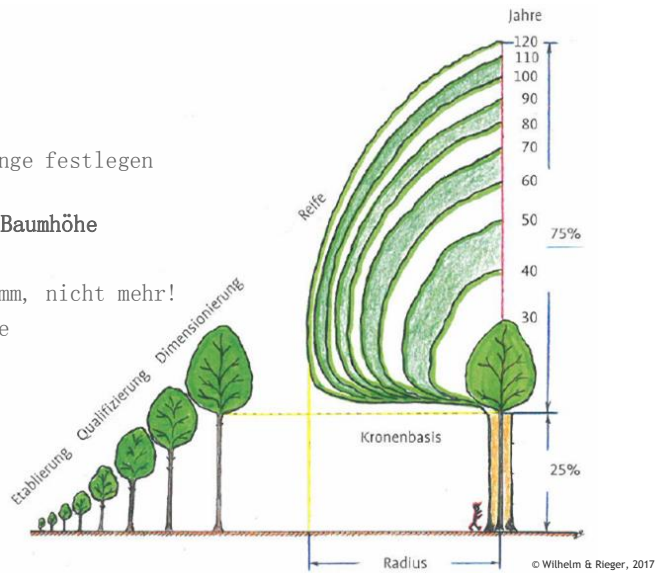 nge festlegen
Baumhöhe
mm, nicht mehr!
e
Jahre
120
110
100
90
80
70
60
50
40
30
75%
25%
Reife
Dimensionierung
Qualifizierung
Etablierung
Kronenbasis
Radius
© Wilhelm & Rieger, 2017